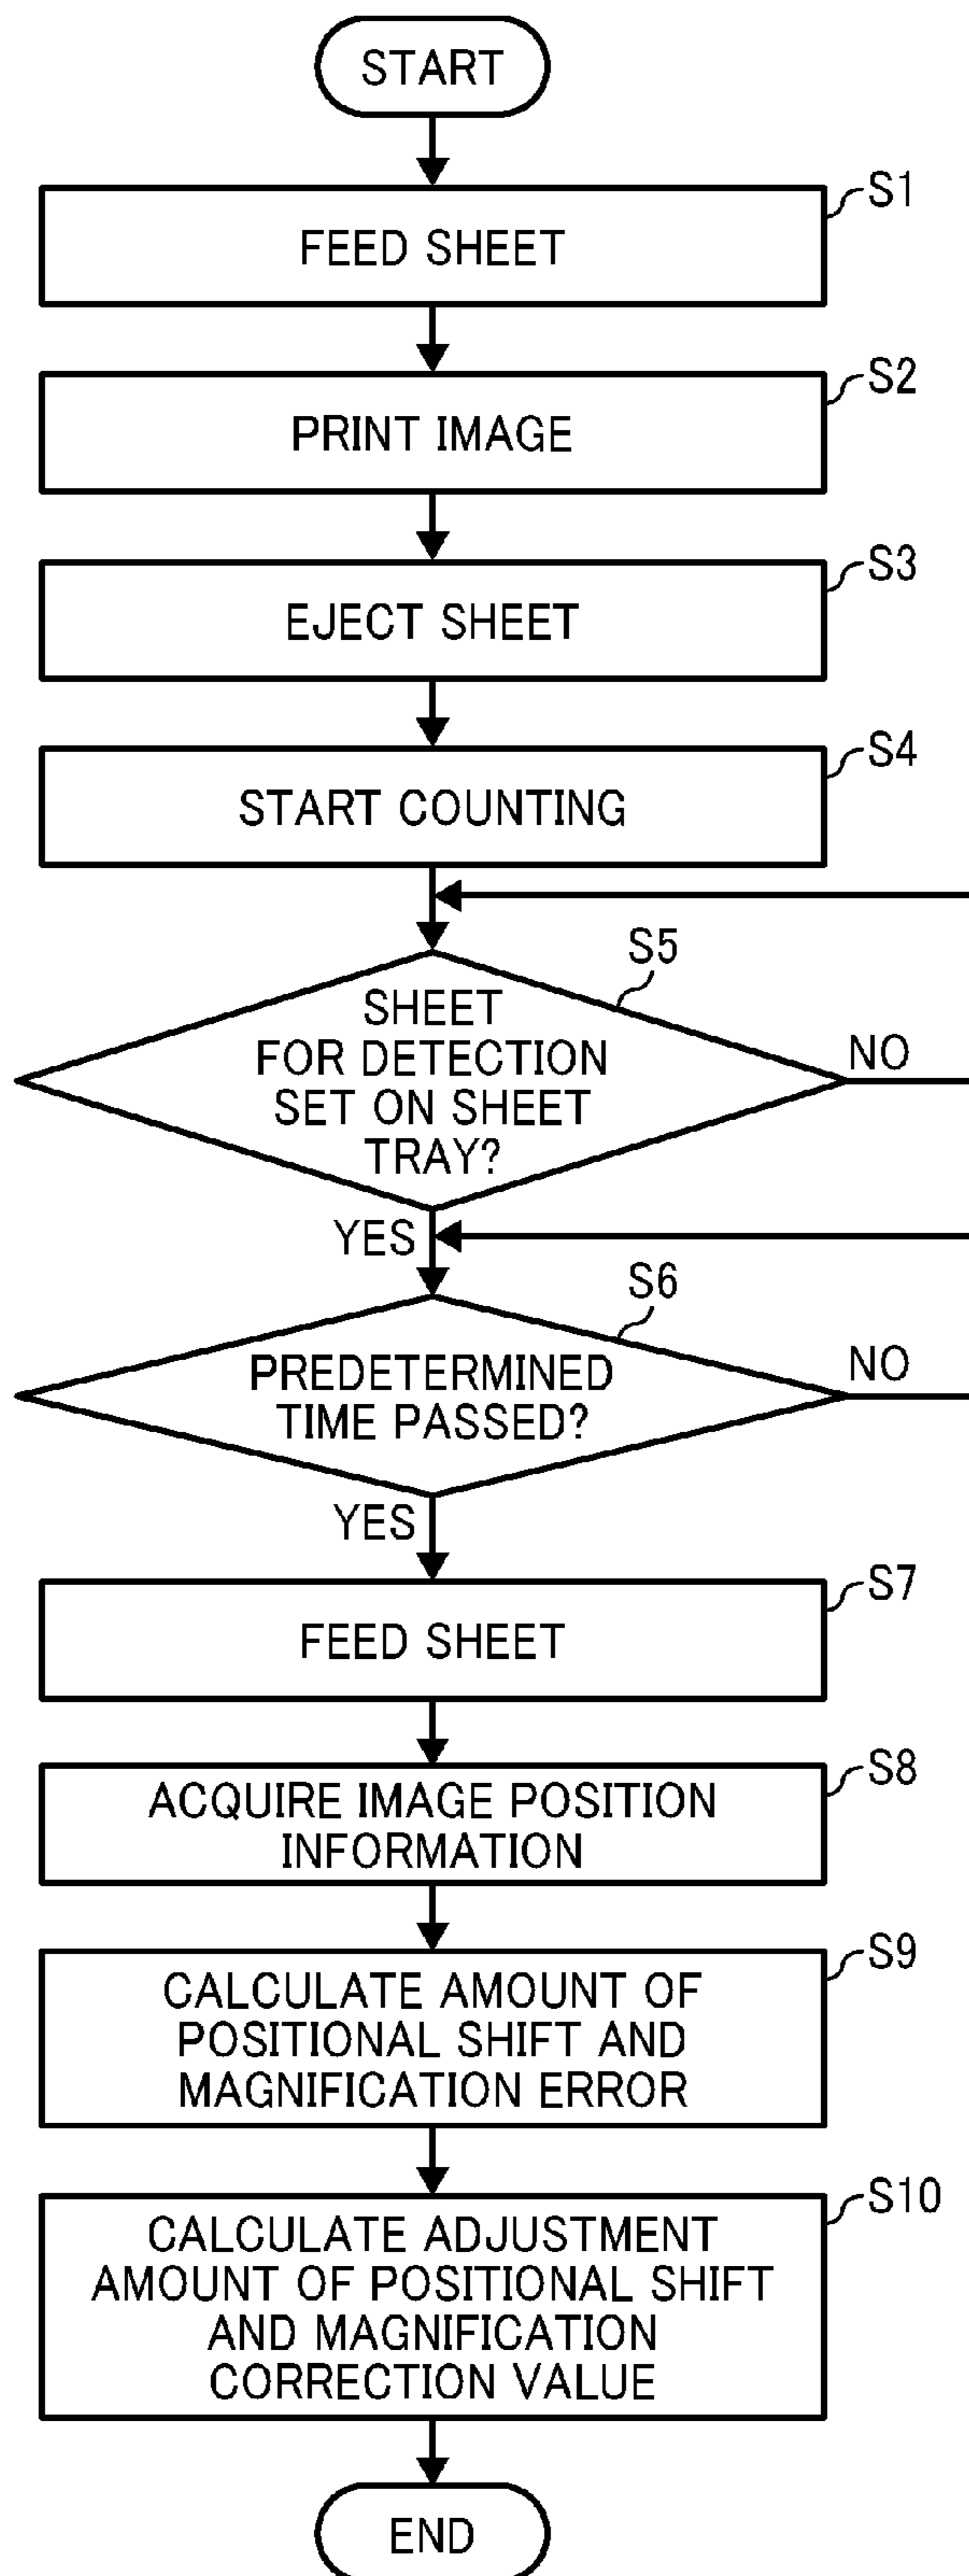 START
S1
FEED SHEET
S2
PRINT IMAGE
S3
EJECT SHEET
S4
START COUNTING
S5
SHEET
FOR DETECTION
SET ON SHEET
TRAY?
NO
YES
S6
PREDETERMINED
TIME PASSED?
NO
YES
S7
FEED SHEET
S8
ACQUIRE IMAGE POSITION
INFORMATION
S9
CALCULATE AMOUNT OF
POSITIONAL SHIFT AND
MAGNIFICATION ERROR
S10
CALCULATE ADJUSTMENT
AMOUNT OF POSITIONAL SHIFT
AND MAGNIFICATION
CORRECTION VALUE
END